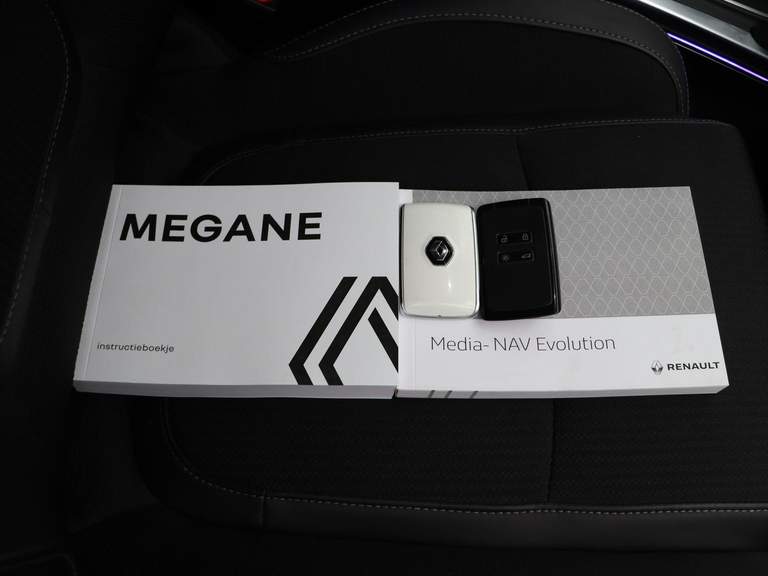 MEGANE
instructieboekje
Media-NAV Evolution
RENAULT